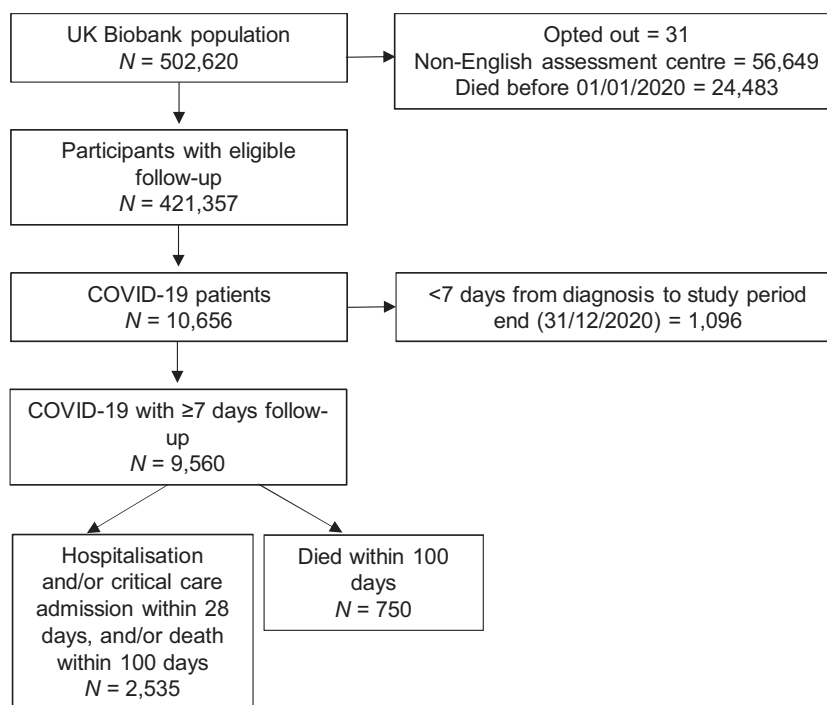 UK Biobank population
N = 502,620
Opted out = 31
Non-English assessment centre = 56,649
Died before 01/01/2020 = 24,483
Participants with eligible
follow-up
N = 421,357
COVID-19 patients
N = 10,656
<7 days from diagnosis to study period
end (31/12/2020) = 1,096
COVID-19 with ≥7 days follow-
up
N = 9,560
Hospitalisation
and/or critical care
admission within 28
days, and/or death
within 100 days
N = 2,535
Died within 100
days
N = 750